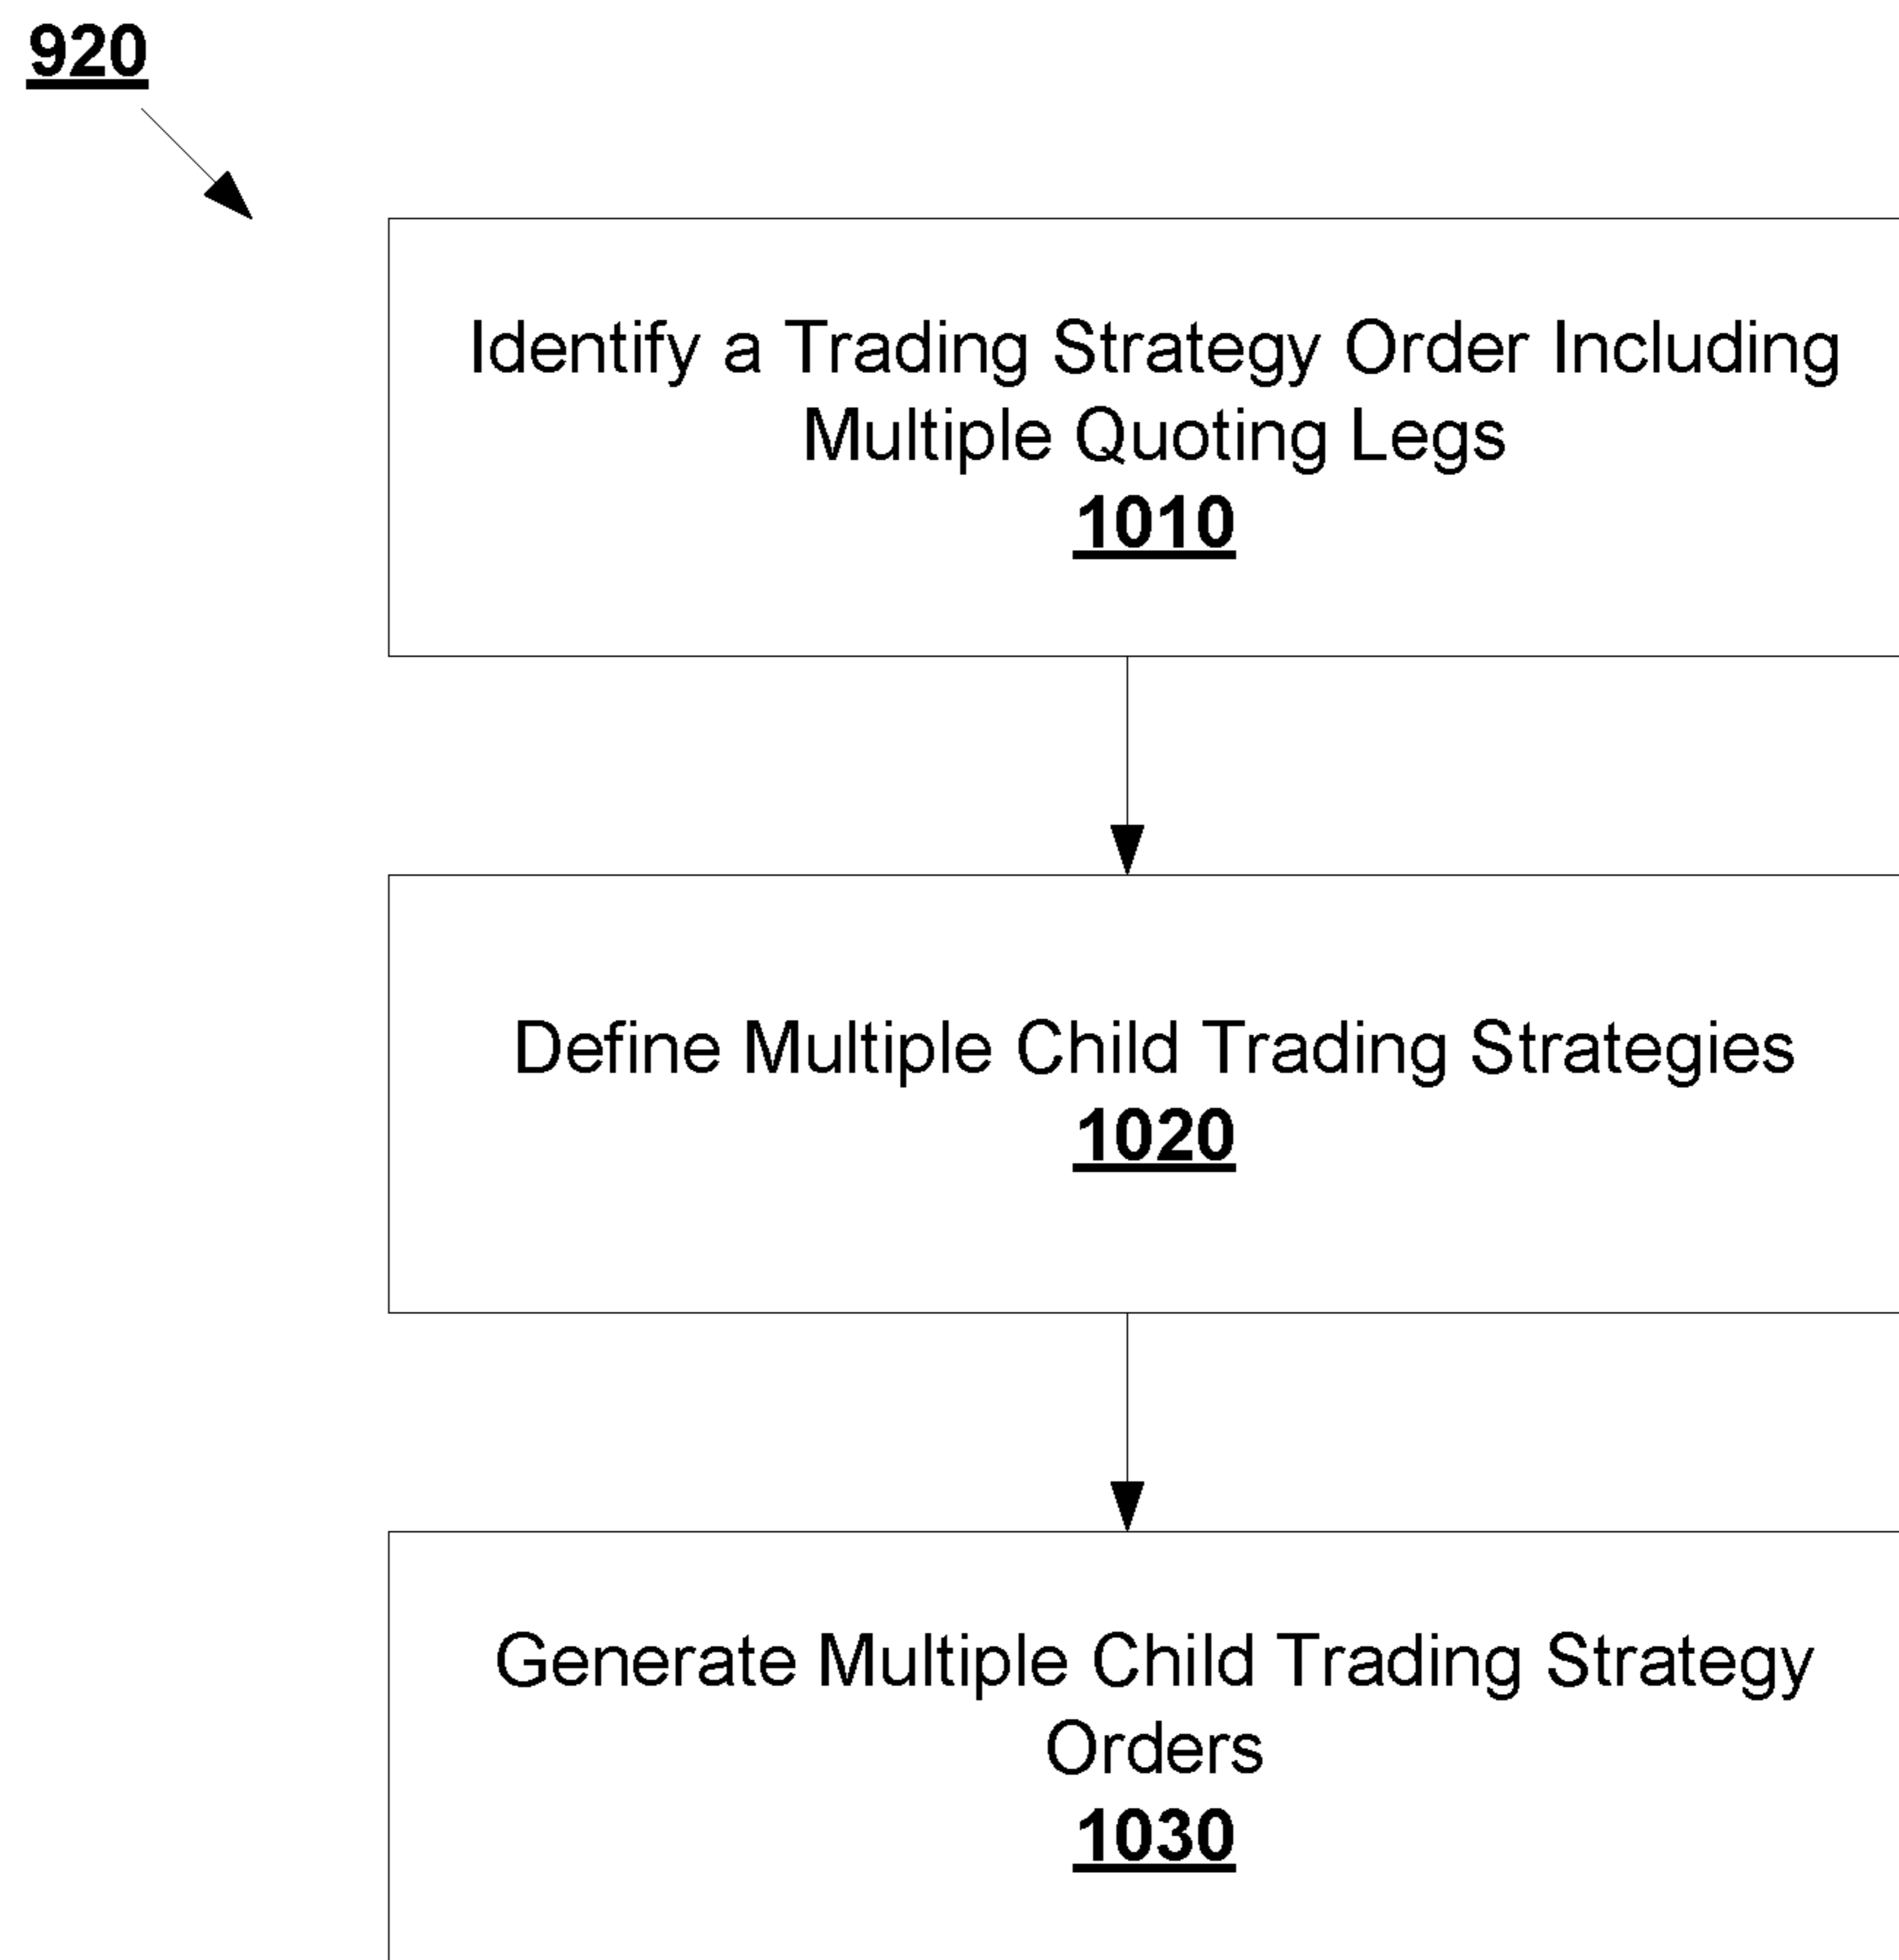 920
Identify a Trading Strategy Order Including
Multiple Quoting Legs
1010
Define Multiple Child Trading Strategies
1020
Generate Multiple Child Trading Strategy
Orders
1030